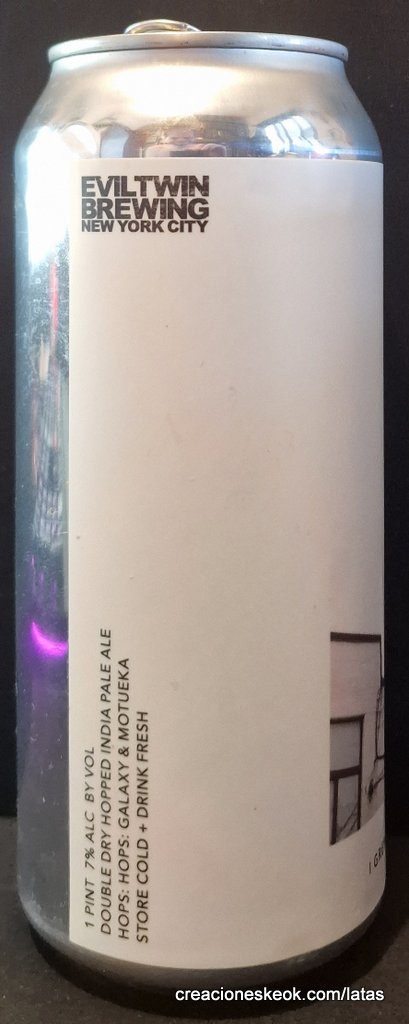 EVILTWIN
BREWING
NEW YORK CITY
1 PINT 7% ALC BY VOL
DOUBLE DRY HOPPED INDIA PALE ALE
HOPS: HOPS: GALAXY & MOTUEKA
STORE COLD + DRINK FRESH
I
creacioneskeok.com/latas